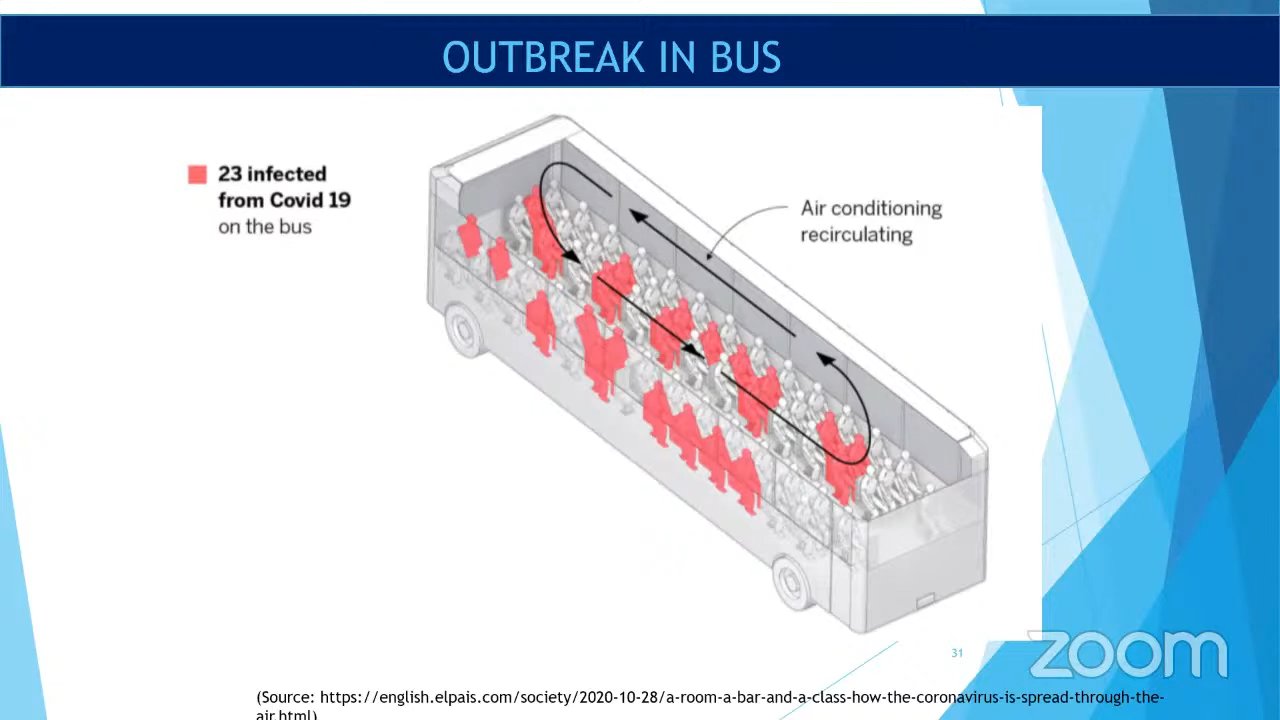 OUTBREAK IN BUS
23 infected
from Covid 19
on the bus
Air conditioning
recirculating
31
zoom
(Source: https://english.elpais.com/society/2020-10-28/a-room-a-bar-and-a-class-how-the-coronavirus-is-spread-through-the-
air.html)